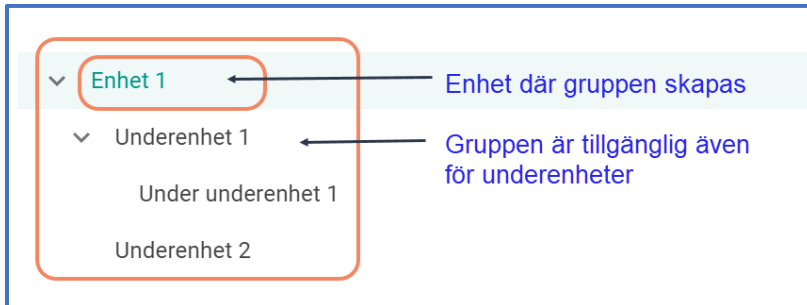 Enhet 1
Enhet där gruppen skapas
Underenhet 1
Gruppen är tillgänglig även
för underenheter
Under underenhet 1
Underenhet 2